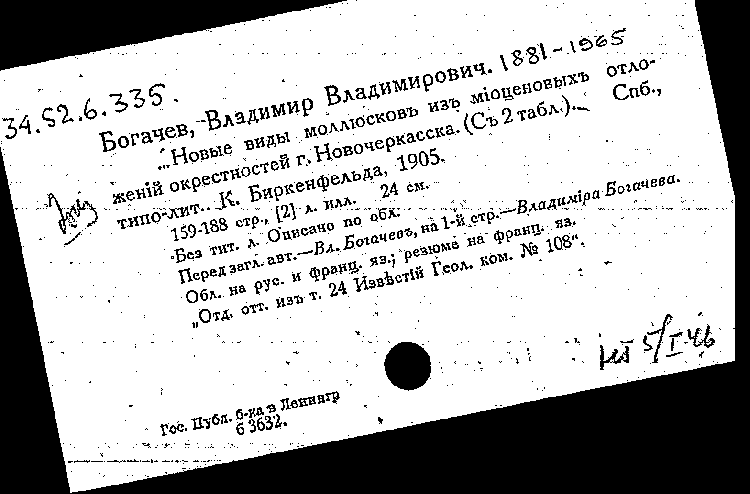 34.52.6.335.
Богачев, Владимир Владимирович. 1881-1965
...Новые виды моллюсковъ изъ міоценовыхъ отло-
женій окрестностей г. Новочеркасска. (Съ 2 табл.). Спб.,
типо-лит. К. Биркенфельда, 1905.
159-188 стр., [2] л. илл. 24 см.
Без тит. л. Описано по обл.
Перед загл. авт.—Вл. Богачевъ, на 1-й стр.—Владиміра Богачева.
Обл. на рус. и франц. яз.; резюме на франц. яз.
„Отд. отт. изъ т. 24 Извѣстій Геол. ком. № 108“.
5/I 46
Гос. Публ. б-ка в Ленингр
б 3632.